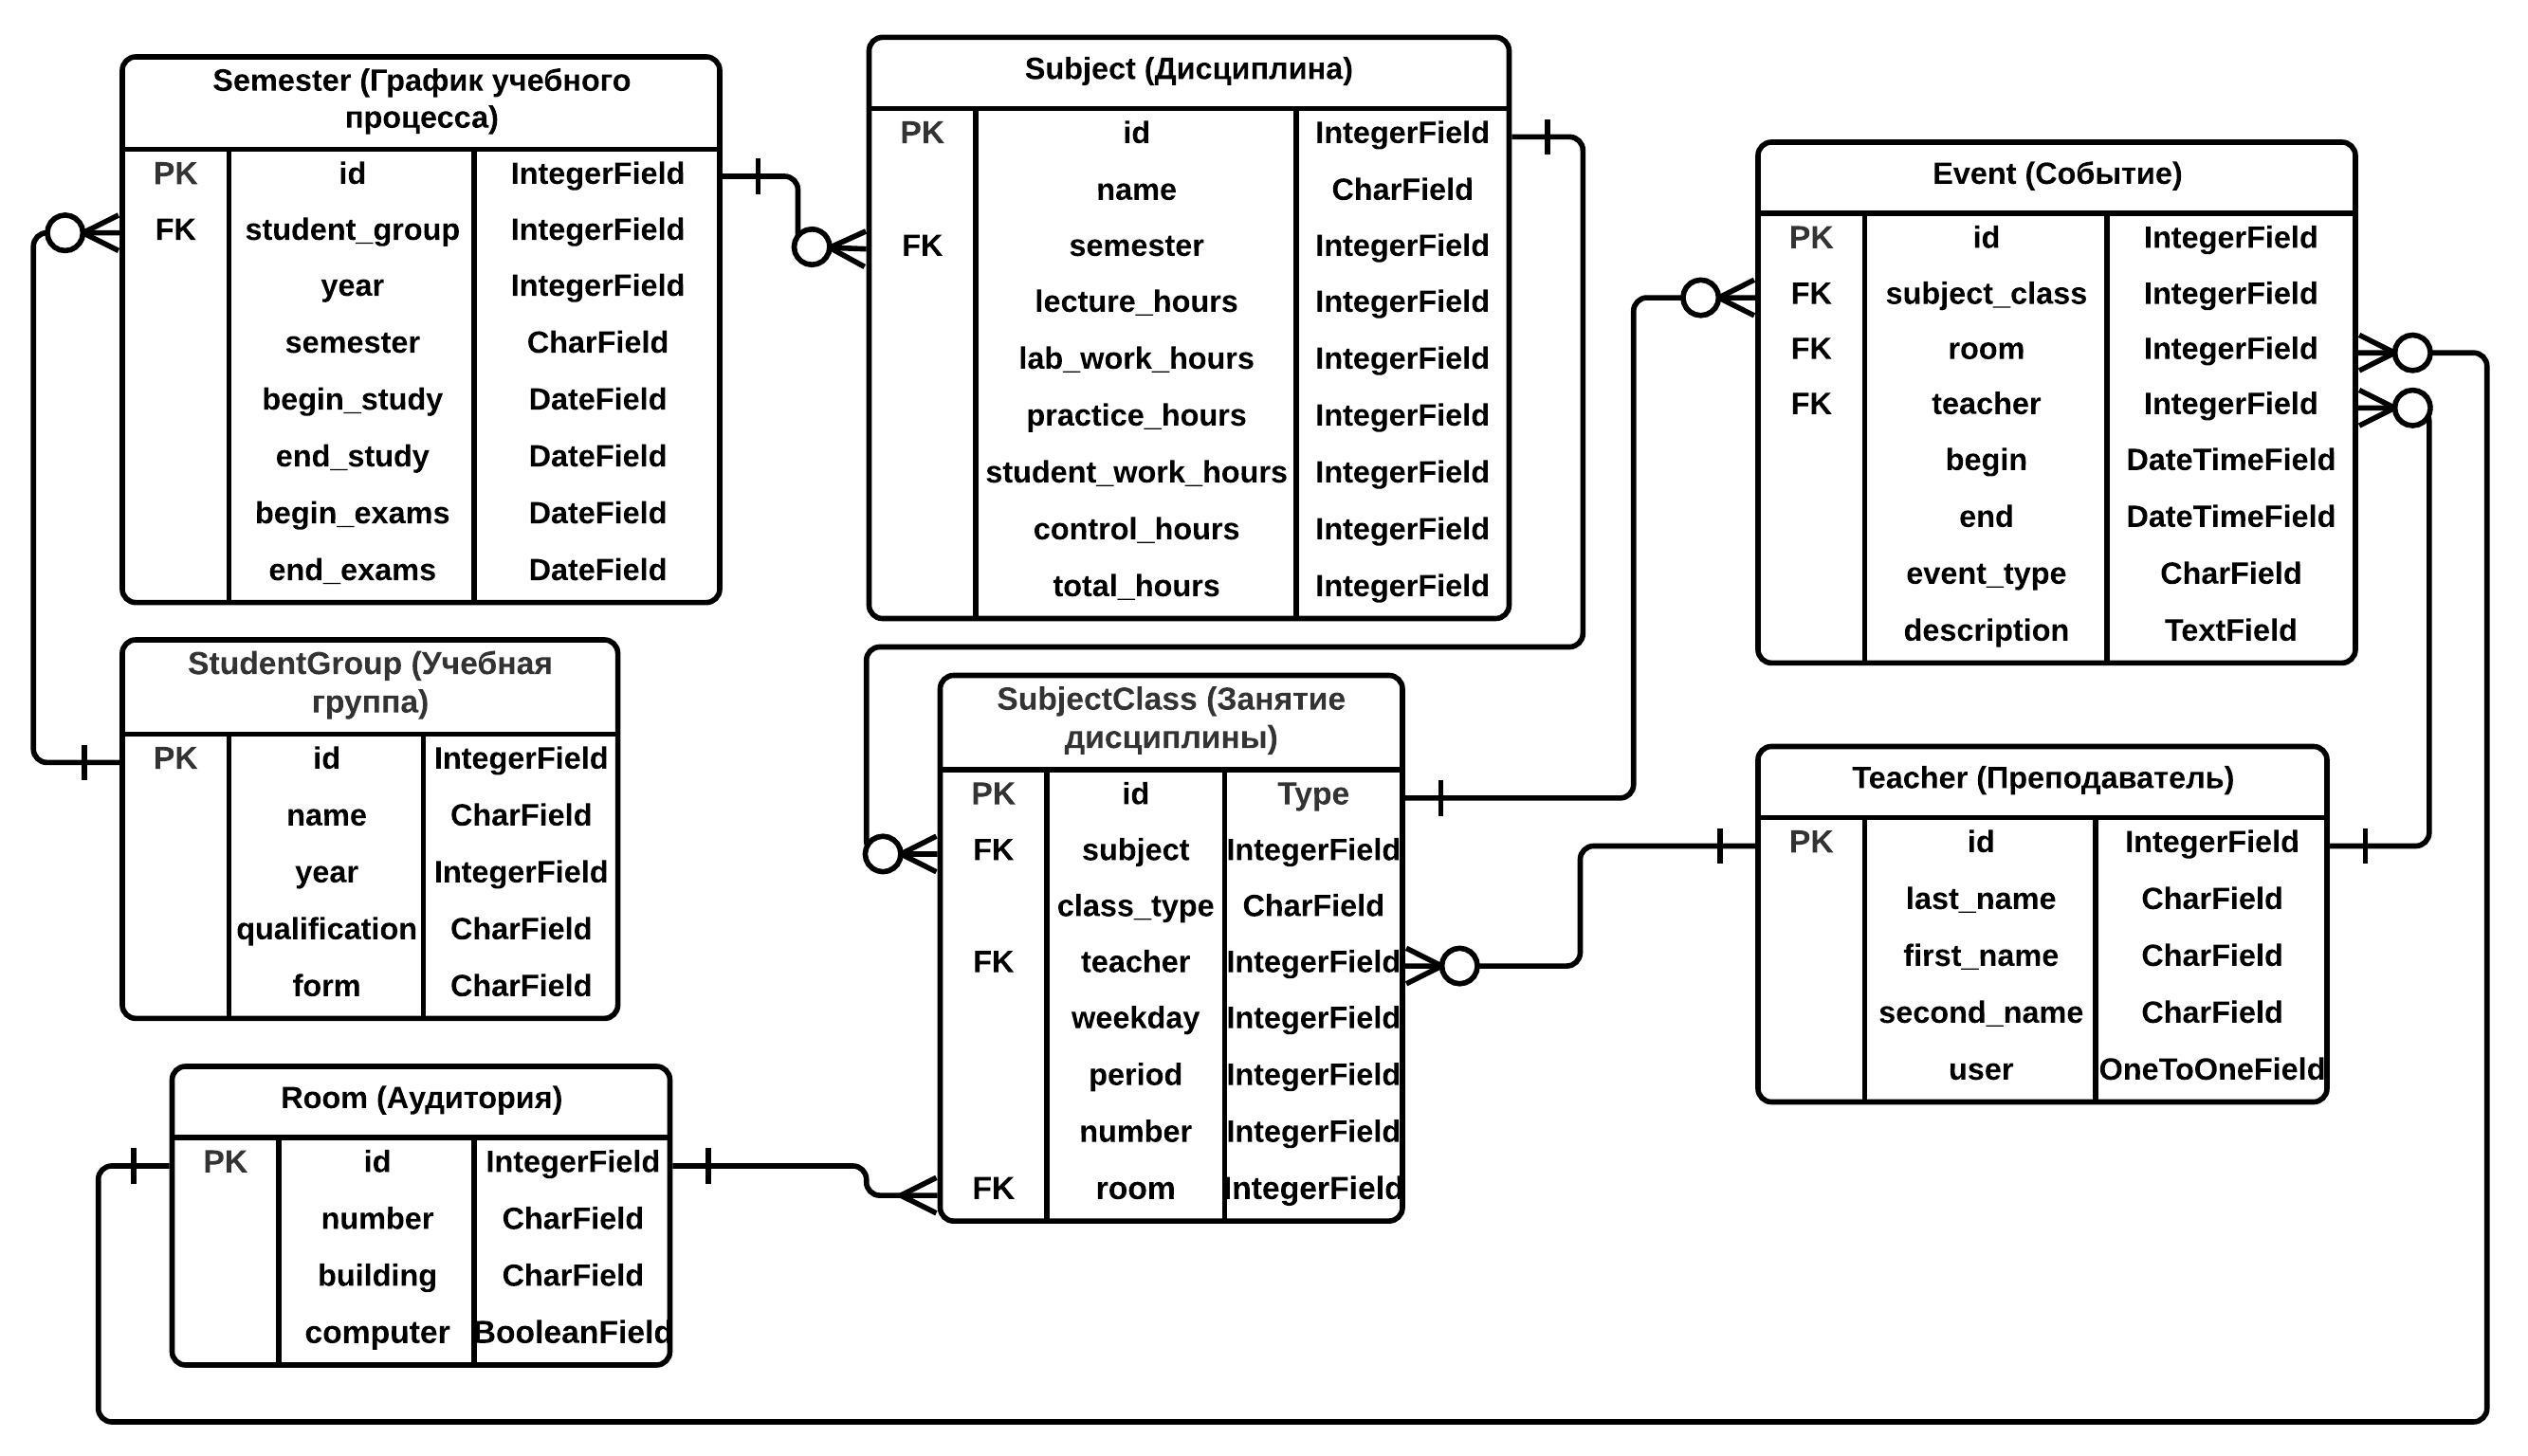 Semester (График учебного
процесса)
PK id IntegerField
FK student_group IntegerField
year IntegerField
semester CharField
begin_study DateField
end_study DateField
begin_exams DateField
end_exams DateField
Subject (Дисциплина)
PK id IntegerField
name CharField
FK semester IntegerField
lecture_hours IntegerField
lab_work_hours IntegerField
practice_hours IntegerField
student_work_hours IntegerField
control_hours IntegerField
total_hours IntegerField
Event (Событие)
PK id IntegerField
FK subject_class IntegerField
FK room IntegerField
FK teacher IntegerField
begin DateTimeField
end DateTimeField
event_type CharField
description TextField
StudentGroup (Учебная
группа)
PK id IntegerField
name CharField
year IntegerField
qualification CharField
form CharField
SubjectClass (Занятие
дисциплины)
PK id Type
FK subject IntegerField
class_type CharField
FK teacher IntegerField
weekday IntegerField
period IntegerField
number IntegerField
FK room IntegerField
Teacher (Преподаватель)
PK id IntegerField
last_name CharField
first_name CharField
second_name CharField
user OneToOneField
Room (Аудитория)
PK id IntegerField
number CharField
building CharField
computer BooleanField